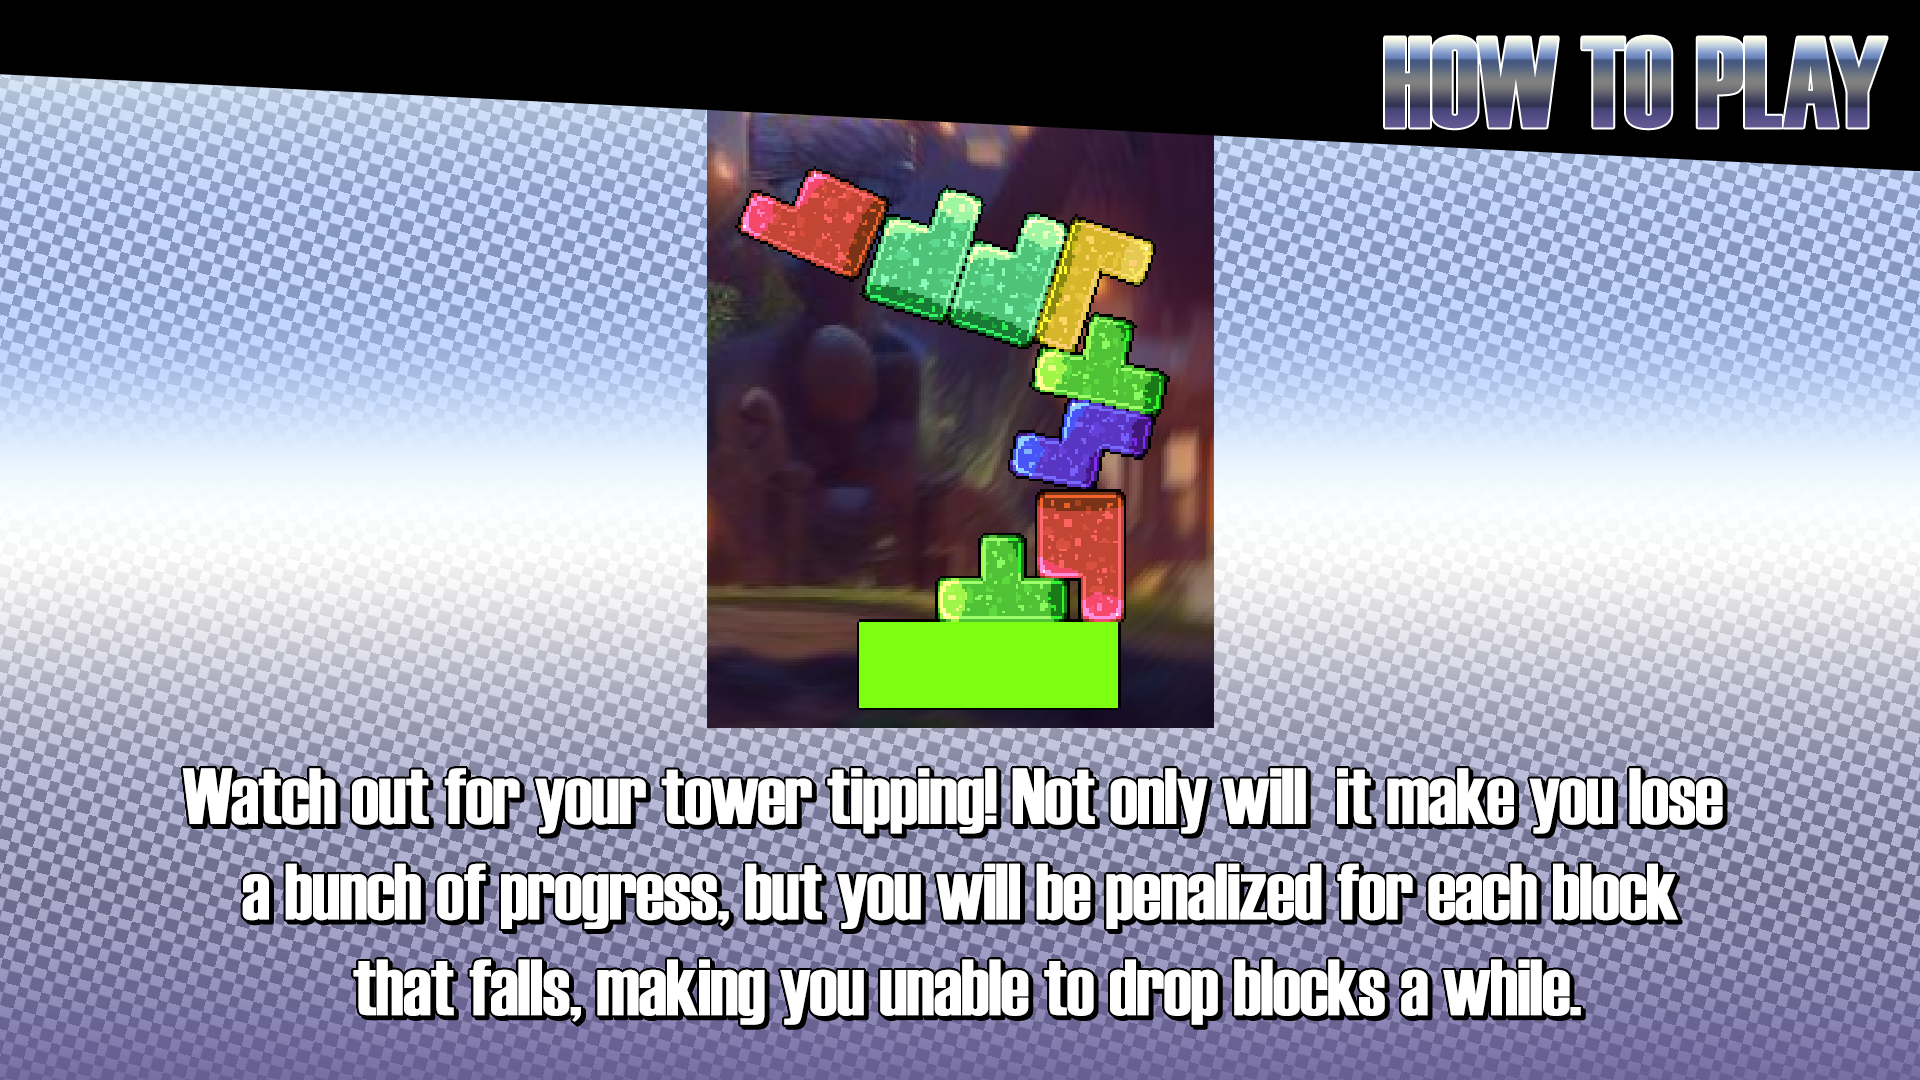 HOW TO PLAY
Watch out for your tower tipping! Not only will  it make you lose
a bunch of progress, but you will be penalized for each block
that falls, making you unable to drop blocks a while.